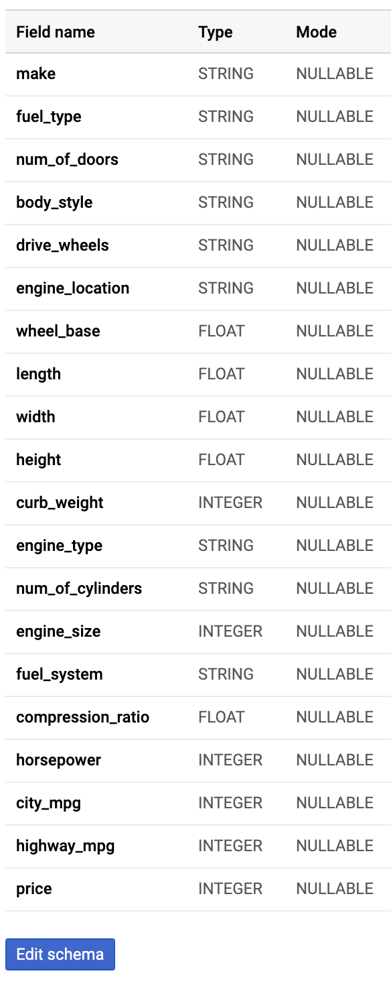 Field name Type Mode
make STRING NULLABLE
fuel_type STRING NULLABLE
num_of_doors STRING NULLABLE
body_style STRING NULLABLE
drive_wheels STRING NULLABLE
engine_location STRING NULLABLE
wheel_base FLOAT NULLABLE
length FLOAT NULLABLE
width FLOAT NULLABLE
height FLOAT NULLABLE
curb_weight INTEGER NULLABLE
engine_type STRING NULLABLE
num_of_cylinders STRING NULLABLE
engine_size INTEGER NULLABLE
fuel_system STRING NULLABLE
compression_ratio FLOAT NULLABLE
horsepower INTEGER NULLABLE
city_mpg INTEGER NULLABLE
highway_mpg INTEGER NULLABLE
price INTEGER NULLABLE
Edit schema